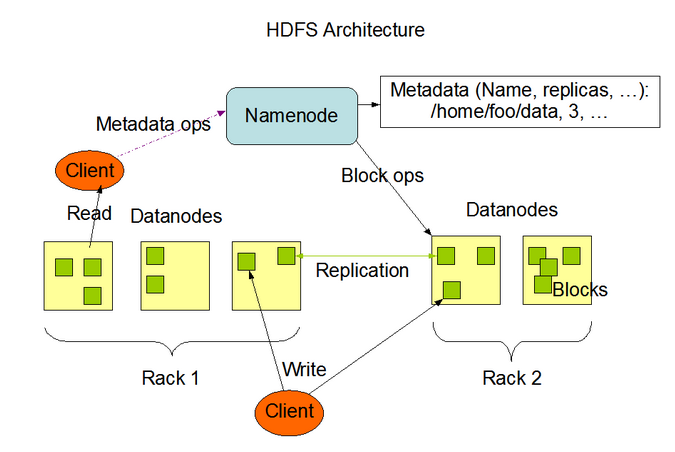 HDFS Architecture
Metadata (Name, replicas, …):
/home/foo/data, 3, …
Namenode
Metadata ops
Client
Block ops
Read
Datanodes
Datanodes
Replication
Blocks
Rack 1
Write
Rack 2
Client